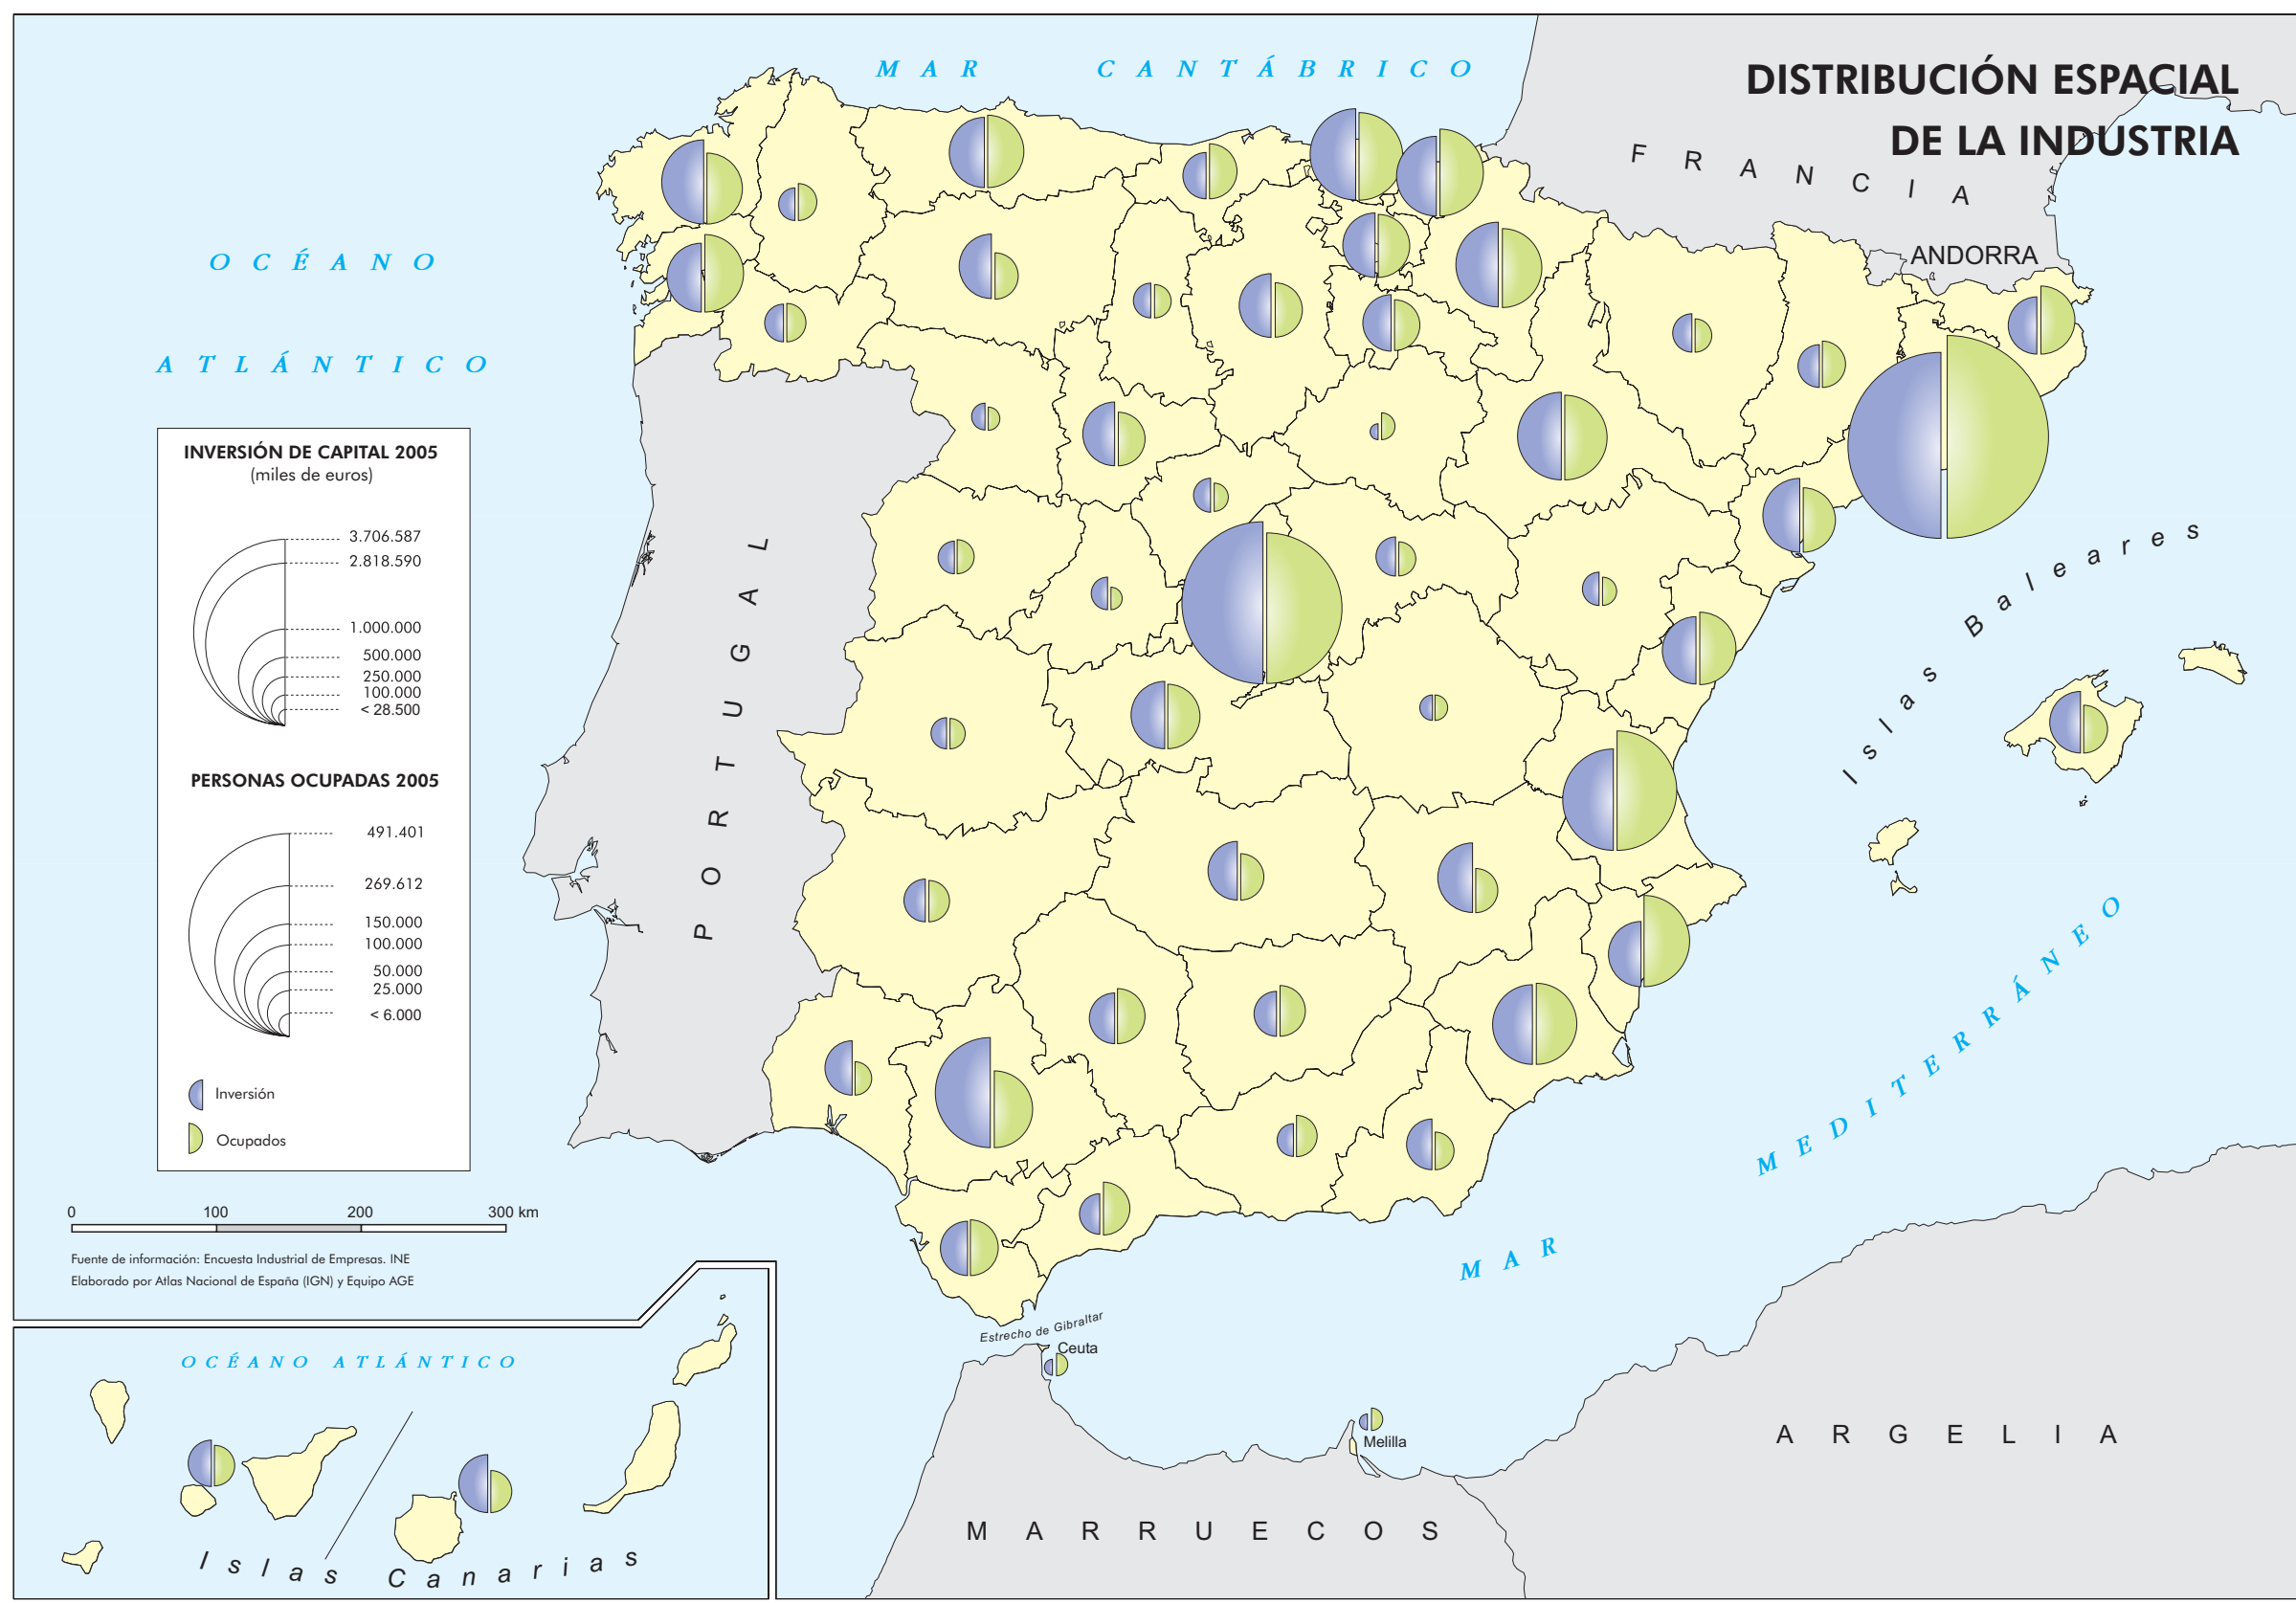 DISTRIBUCIÓN ESPACIAL
DE LA INDUSTRIA
MAR CANTÁBRICO
FRANCIA
ANDORRA
OCÉANO
ATLÁNTICO
INVERSIÓN DE CAPITAL 2005
(miles de euros)
3.706.587
2.818.590
1.000.000
500.000
250.000
100.000
< 28.500
PERSONAS OCUPADAS 2005
491.401
269.612
150.000
100.000
50.000
25.000
< 6.000
Inversión
Ocupados
PORTUGAL
Islas Baleares
MAR MEDITERRÁNEO
0 100 200 300 km
Fuente de información: Encuesta Industrial de Empresas. INE
Elaborado por Atlas Nacional de España (IGN) y Equipo AGE
Estrecho de Gibraltar
Ceuta
Melilla
MARRUECOS
ARGELIA
OCÉANO ATLÁNTICO
Islas Canarias